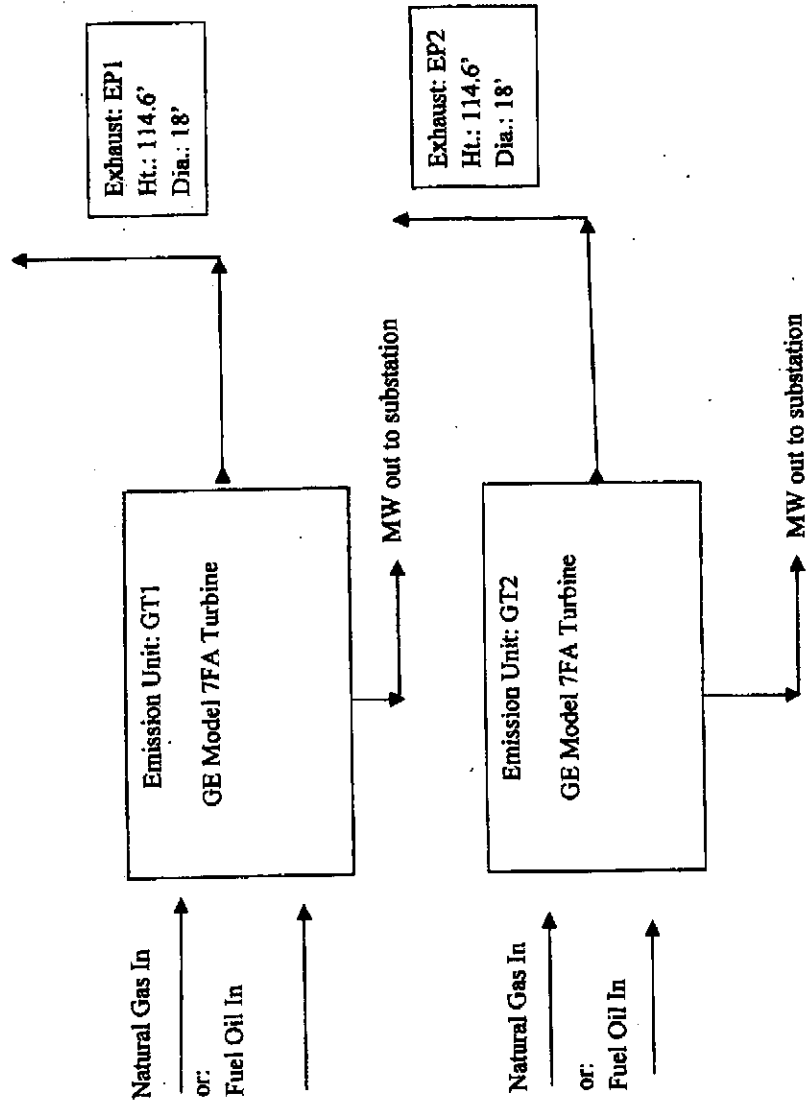 Natural Gas In
or:
Fuel Oil In
Emission Unit: GT1
GE Model 7FA Turbine
MW out to substation
Exhaust: EP1
Ht.: 114.6'
Dia.: 18'
Natural Gas In
or:
Fuel Oil In
Emission Unit: GT2
GE Model 7FA Turbine
MW out to substation
Exhaust: EP2
Ht.: 114.6'
Dia.: 18'